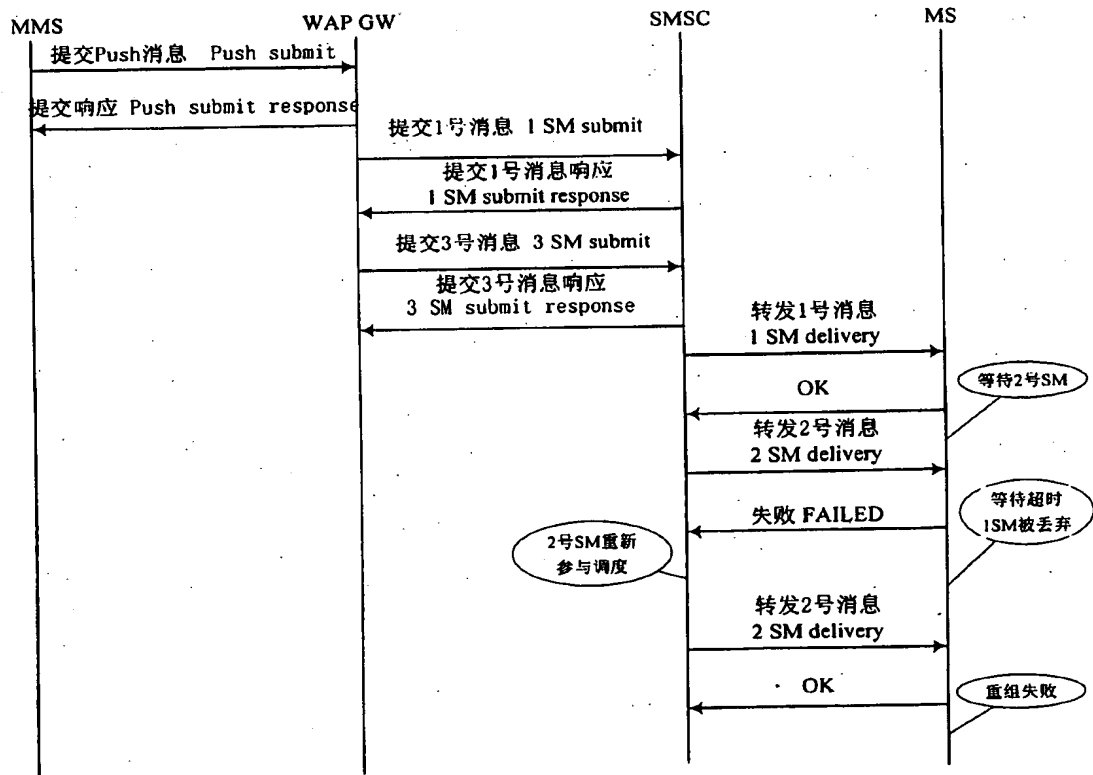 MMS
WAP GW
SMSC
MS
提交Push消息 Push submit
提交响应 Push submit response
提交1号消息 1 SM submit
提交1号消息响应
1 SM submit response
提交3号消息 3 SM submit
提交3号消息响应
3 SM submit response
转发1号消息
1 SM delivery
OK
等待2号SM
转发2号消息
2 SM delivery
失败 FAILED
等待超时
1SM被丢弃
2号SM重新
参与调度
转发2号消息
2 SM delivery
OK
重组失败